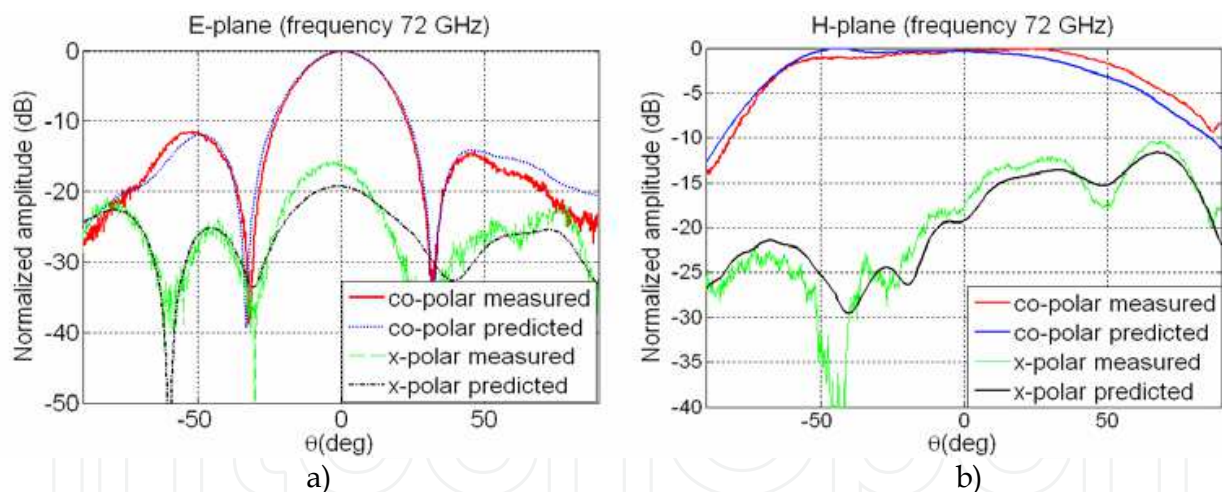 E-plane (frequency 72 GHz)
Normalized amplitude (dB)
0
-10
-20
-30
-40
-50
-50
0
50
θ(deg)
co-polar measured
co-polar predicted
x-polar measured
x-polar predicted
a)
H-plane (frequency 72 GHz)
Normalized amplitude (dB)
0
-5
-10
-15
-20
-25
-30
-35
-40
-50
0
50
θ(deg)
co-polar measured
co-polar predicted
x-polar measured
x-polar predicted
b)